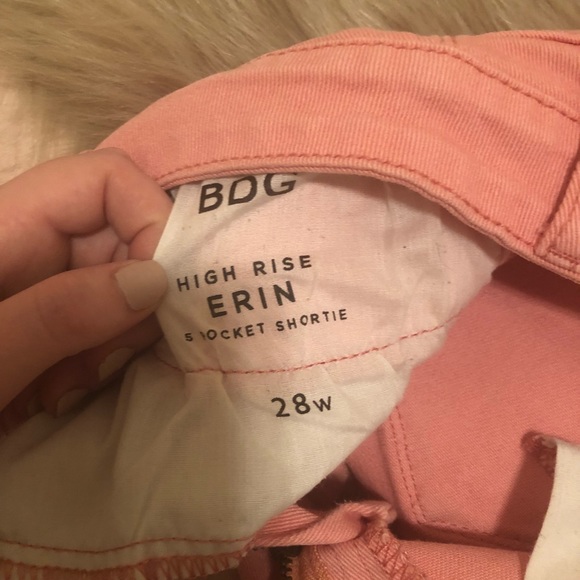 BDG
HIGH RISE
ERIN
5 POCKET SHORTIE
28W